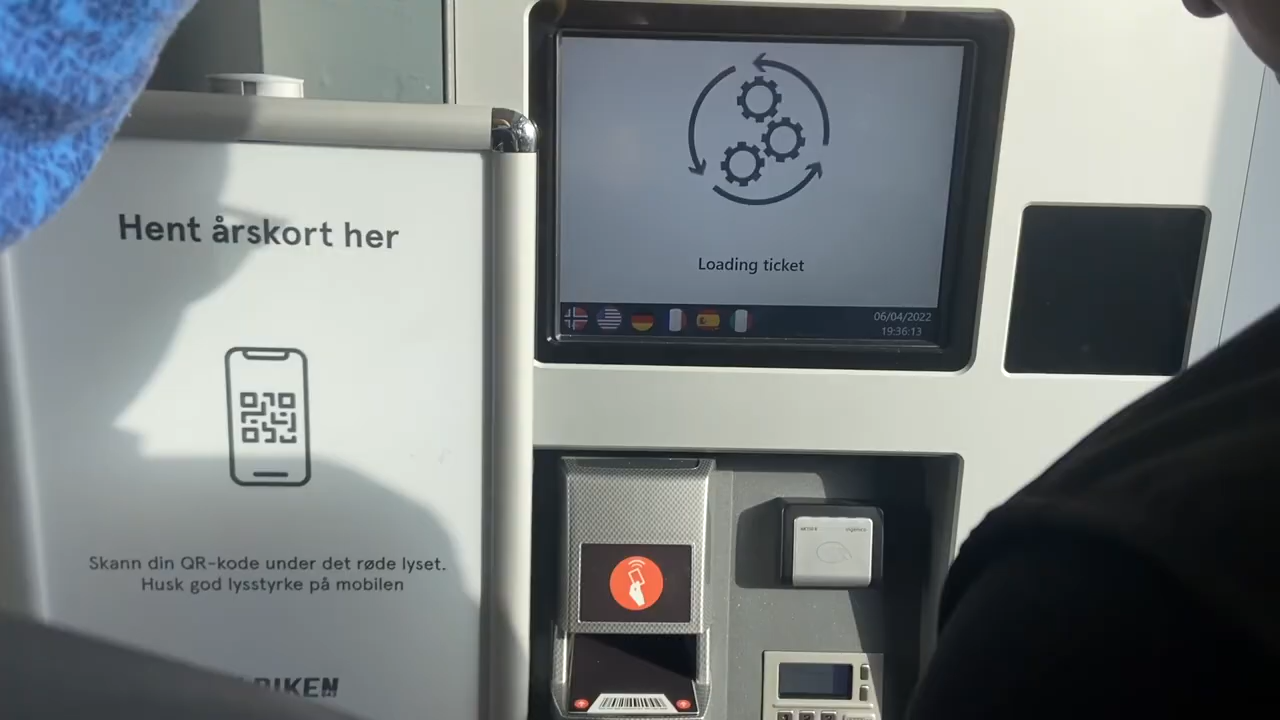 Hent årskort her
Skann din QR-kode under det røde lyset.
Husk god lysstyrke på mobilen
Loading ticket
06/04/2022
19:36:13